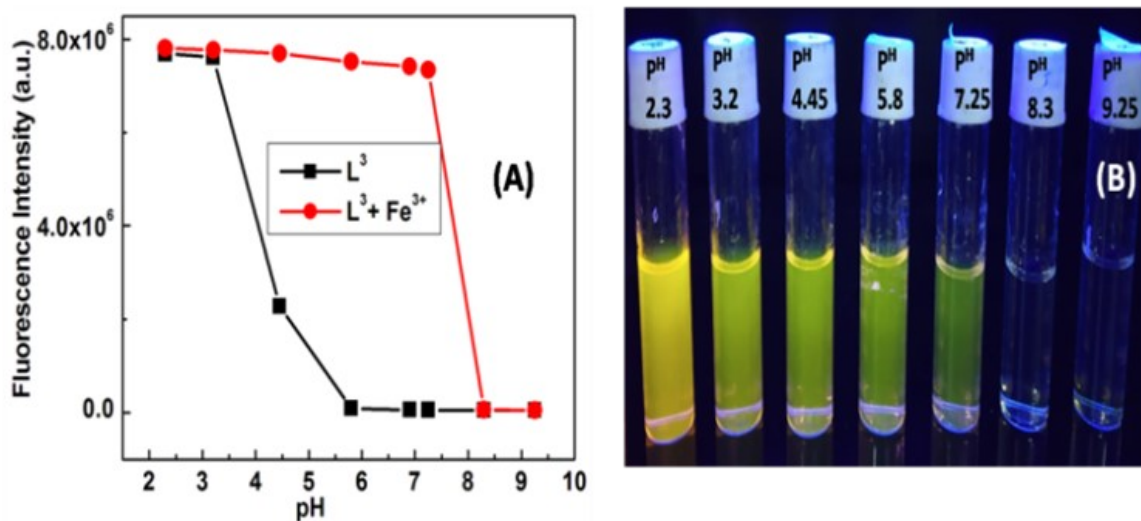 Fluorescence Intensity (a.u.)
8.0x10⁶
4.0x10⁶
0.0
2 3 4 5 6 7 8 9 10
pH
L³
L³+ Fe³⁺
(A)
pH
2.3
pH
3.2
pH
4.45
pH
5.8
pH
7.25
pH
8.3
pH
9.25
(B)